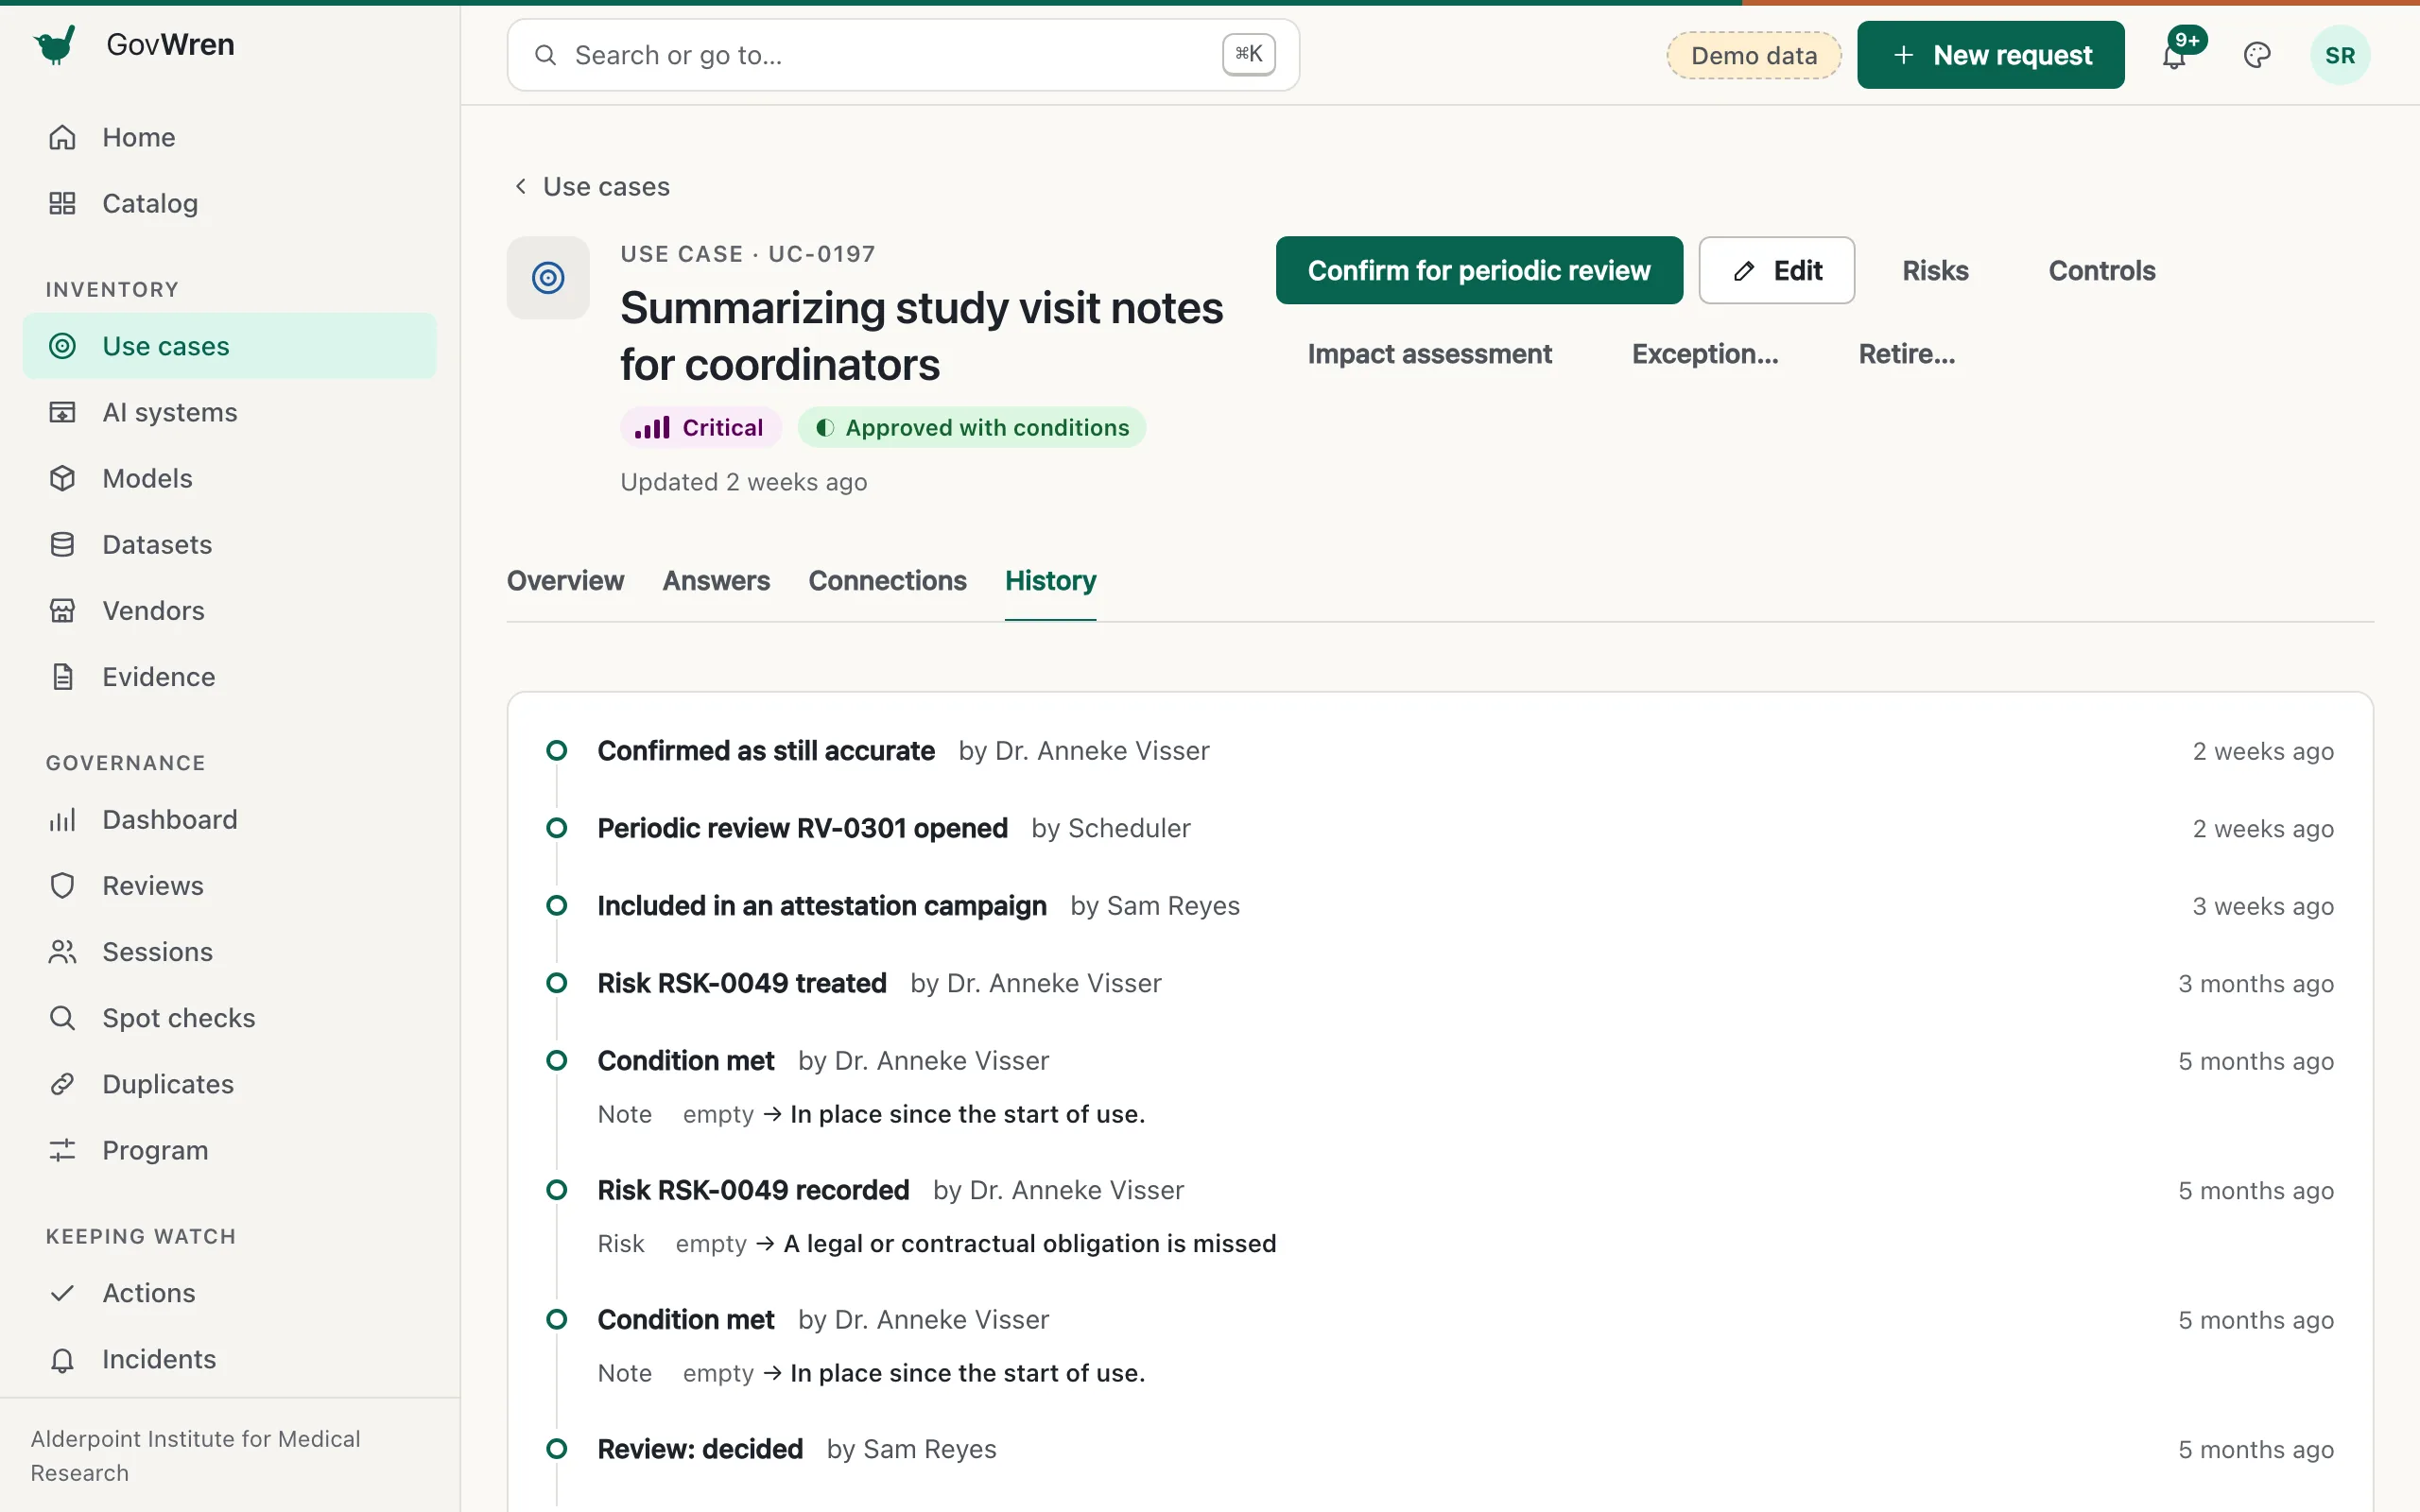 GovWren
Search or go to...
⌘K
Demo data
New request
9+
SR
Home
Catalog
INVENTORY
Use cases
AI systems
Models
Datasets
Vendors
Evidence
GOVERNANCE
Dashboard
Reviews
Sessions
Spot checks
Duplicates
Program
KEEPING WATCH
Actions
Incidents
Alderpoint Institute for Medical
Research
Use cases
USE CASE · UC-0197
Summarizing study visit notes
for coordinators
Critical
Approved with conditions
Updated 2 weeks ago
Confirm for periodic review
Edit
Risks
Controls
Impact assessment
Exception...
Retire...
Overview
Answers
Connections
History
Confirmed as still accurate by Dr. Anneke Visser 2 weeks ago
Periodic review RV-0301 opened by Scheduler 2 weeks ago
Included in an attestation campaign by Sam Reyes 3 weeks ago
Risk RSK-0049 treated by Dr. Anneke Visser 3 months ago
Condition met by Dr. Anneke Visser 5 months ago
Note empty → In place since the start of use.
Risk RSK-0049 recorded by Dr. Anneke Visser 5 months ago
Risk empty → A legal or contractual obligation is missed
Condition met by Dr. Anneke Visser 5 months ago
Note empty → In place since the start of use.
Review: decided by Sam Reyes 5 months ago